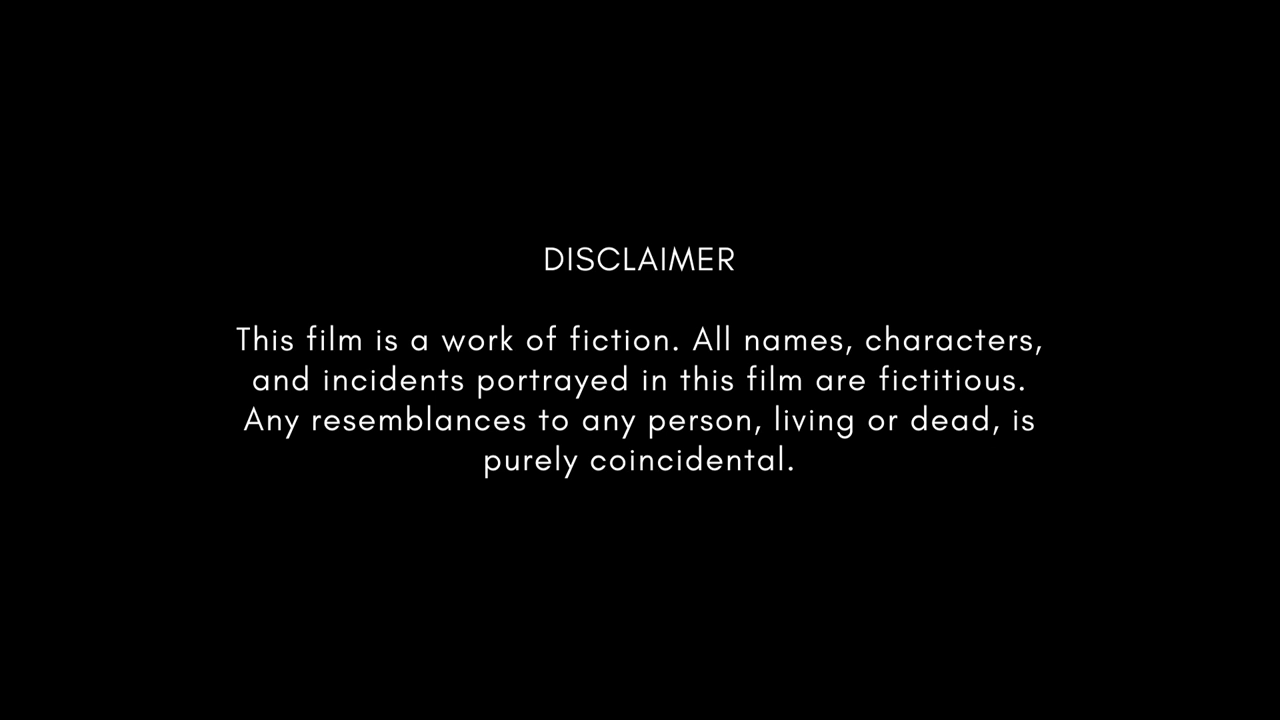 DISCLAIMER
This film is a work of fiction. All names, characters,
and incidents portrayed in this film are fictitious.
Any resemblances to any person, living or dead, is
purely coincidental.